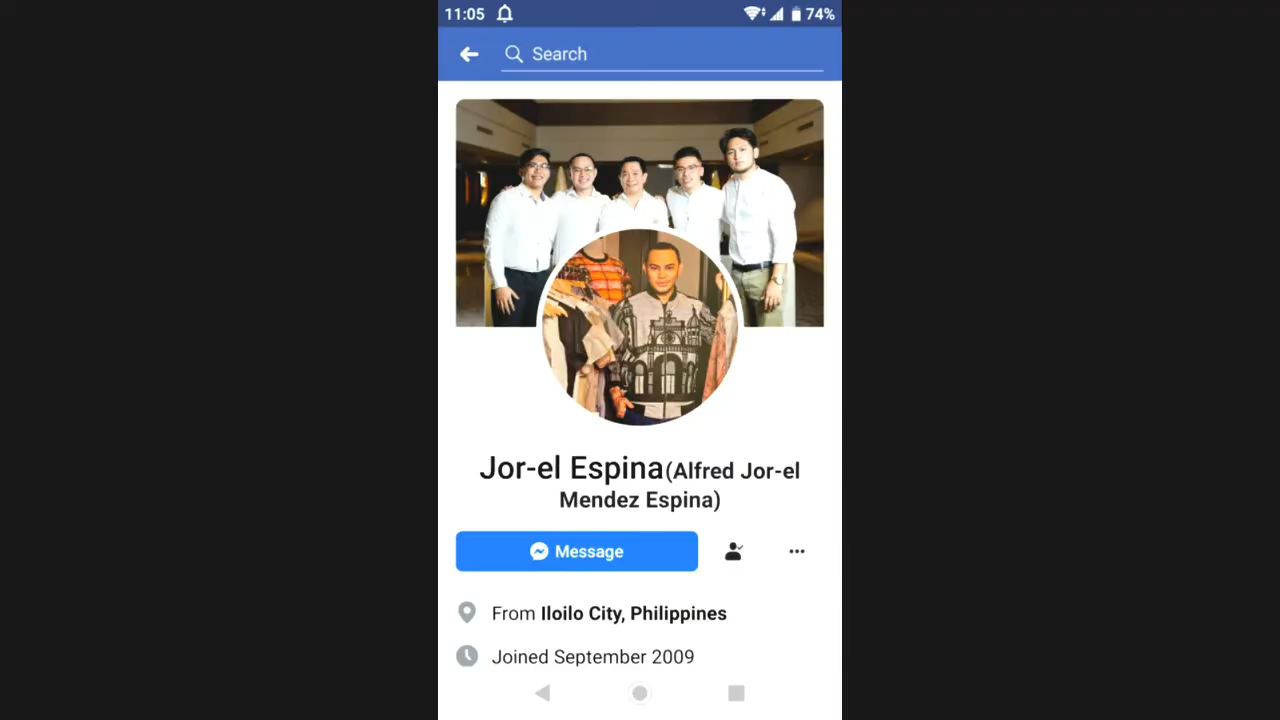 11:05 74%
Search
Jor-el Espina(Alfred Jor-el
Mendez Espina)
Message
From Iloilo City, Philippines
Joined September 2009